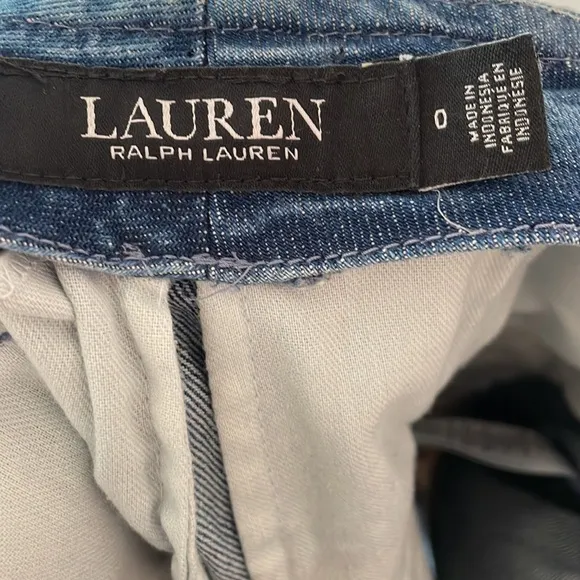 LAUREN
RALPH LAUREN
0
MADE IN
INDONESIA
FABRIQUÉ EN
INDONÉSIE